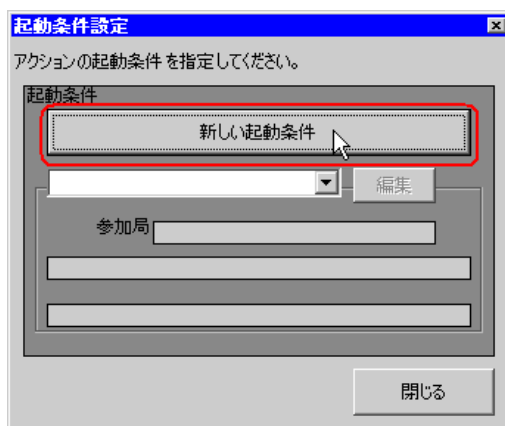 起動条件設定
アクションの起動条件を指定してください。
起動条件
新しい起動条件
編集
参加局
閉じる